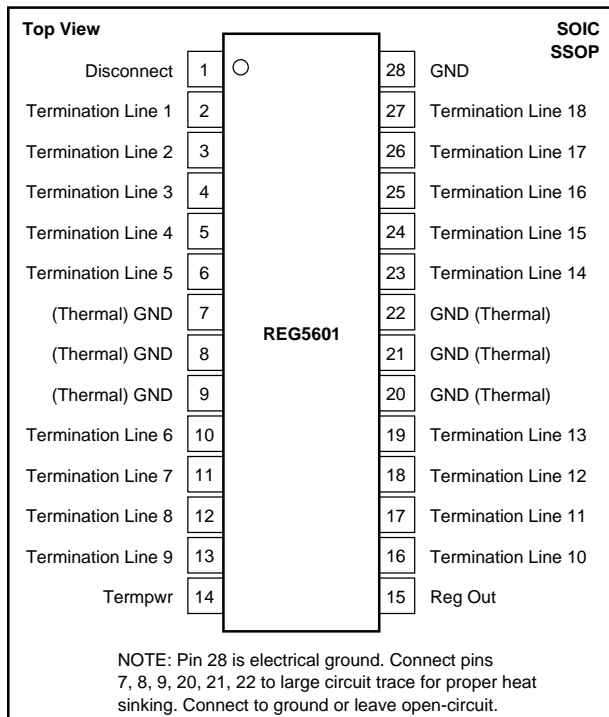 Top View SOIC
SSOP
Disconnect 1 28 GND
Termination Line 1 2 27 Termination Line 18
Termination Line 2 3 26 Termination Line 17
Termination Line 3 4 25 Termination Line 16
Termination Line 4 5 24 Termination Line 15
Termination Line 5 6 23 Termination Line 14
(Thermal) GND 7 22 GND (Thermal)
REG5601
(Thermal) GND 8 21 GND (Thermal)
(Thermal) GND 9 20 GND (Thermal)
Termination Line 6 10 19 Termination Line 13
Termination Line 7 11 18 Termination Line 12
Termination Line 8 12 17 Termination Line 11
Termination Line 9 13 16 Termination Line 10
Termpwr 14 15 Reg Out
NOTE: Pin 28 is electrical ground. Connect pins
7, 8, 9, 20, 21, 22 to large circuit trace for proper heat
sinking. Connect to ground or leave open-circuit.